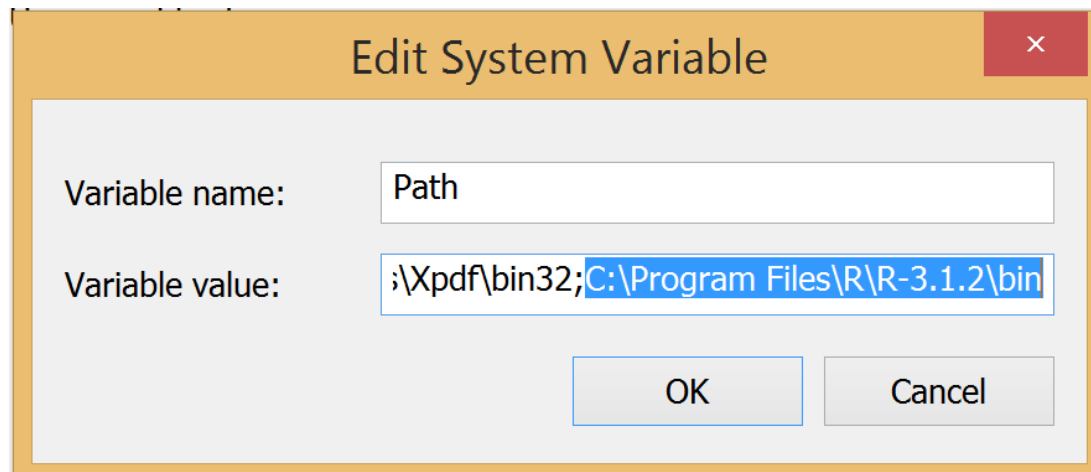 Edit System Variable
Variable name:
Path
Variable value:
s\Xpdf\bin32;C:\Program Files\R\R-3.1.2\bin
OK
Cancel